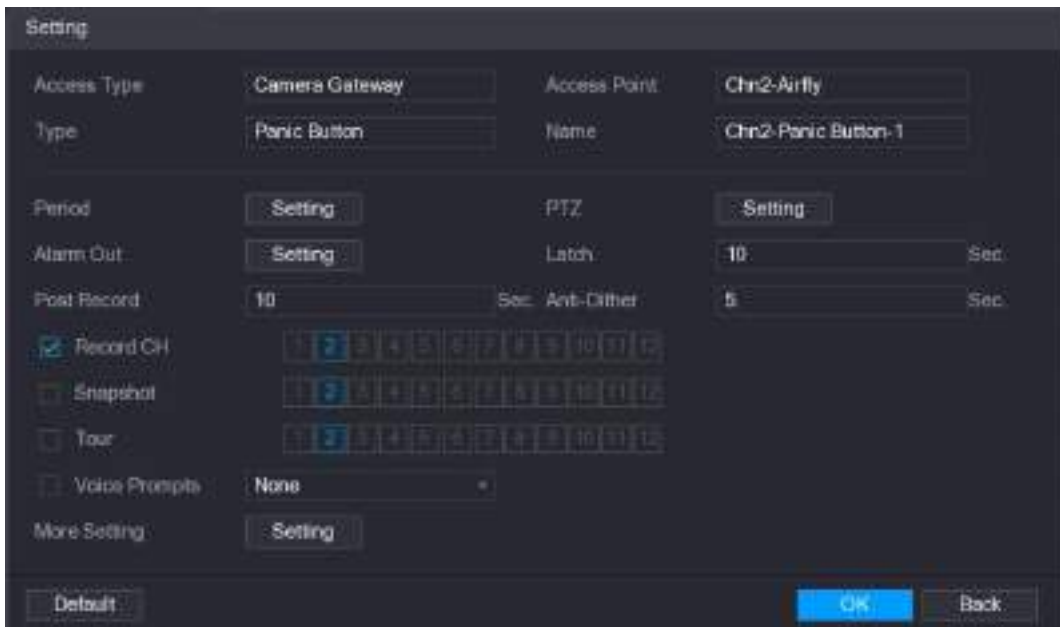 Setting
Access Type Camera Gateway Access Point Chn2-Airfly
Type Panic Button Name Chn2-Panic Button-1
Period Setting PTZ Setting
Alarm Out Setting Latch 10 Sec.
Post Record 10 Sec. Anti-Dither 5 Sec.
Record CH 1 2 3 4 5 6 7 8 9 10 11 12
Snapshot 1 2 3 4 5 6 7 8 9 10 11 12
Tour 1 2 3 4 5 6 7 8 9 10 11 12
Voice Prompts None
More Setting Setting
Default OK Back